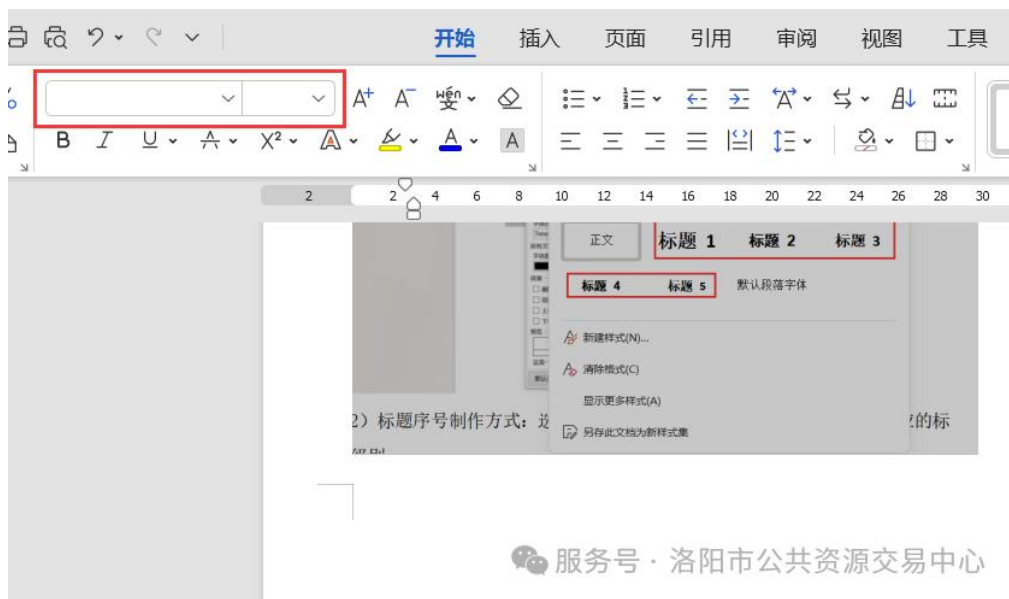 开始 插入 页面 引用 审阅 视图 工具
A+ A- wén 变
B I U A X² A A A
2 2 4 6 8 10 12 14 16 18 20 22 24 26 28 30
正文 标题 1 标题 2 标题 3
标题 4 标题 5 默认段落字体
新建样式(N)...
清除格式(C)
显示更多样式(A)
2）标题序号制作方式：
的标
另存此文档为新样式集
服务号 · 洛阳市公共资源交易中心